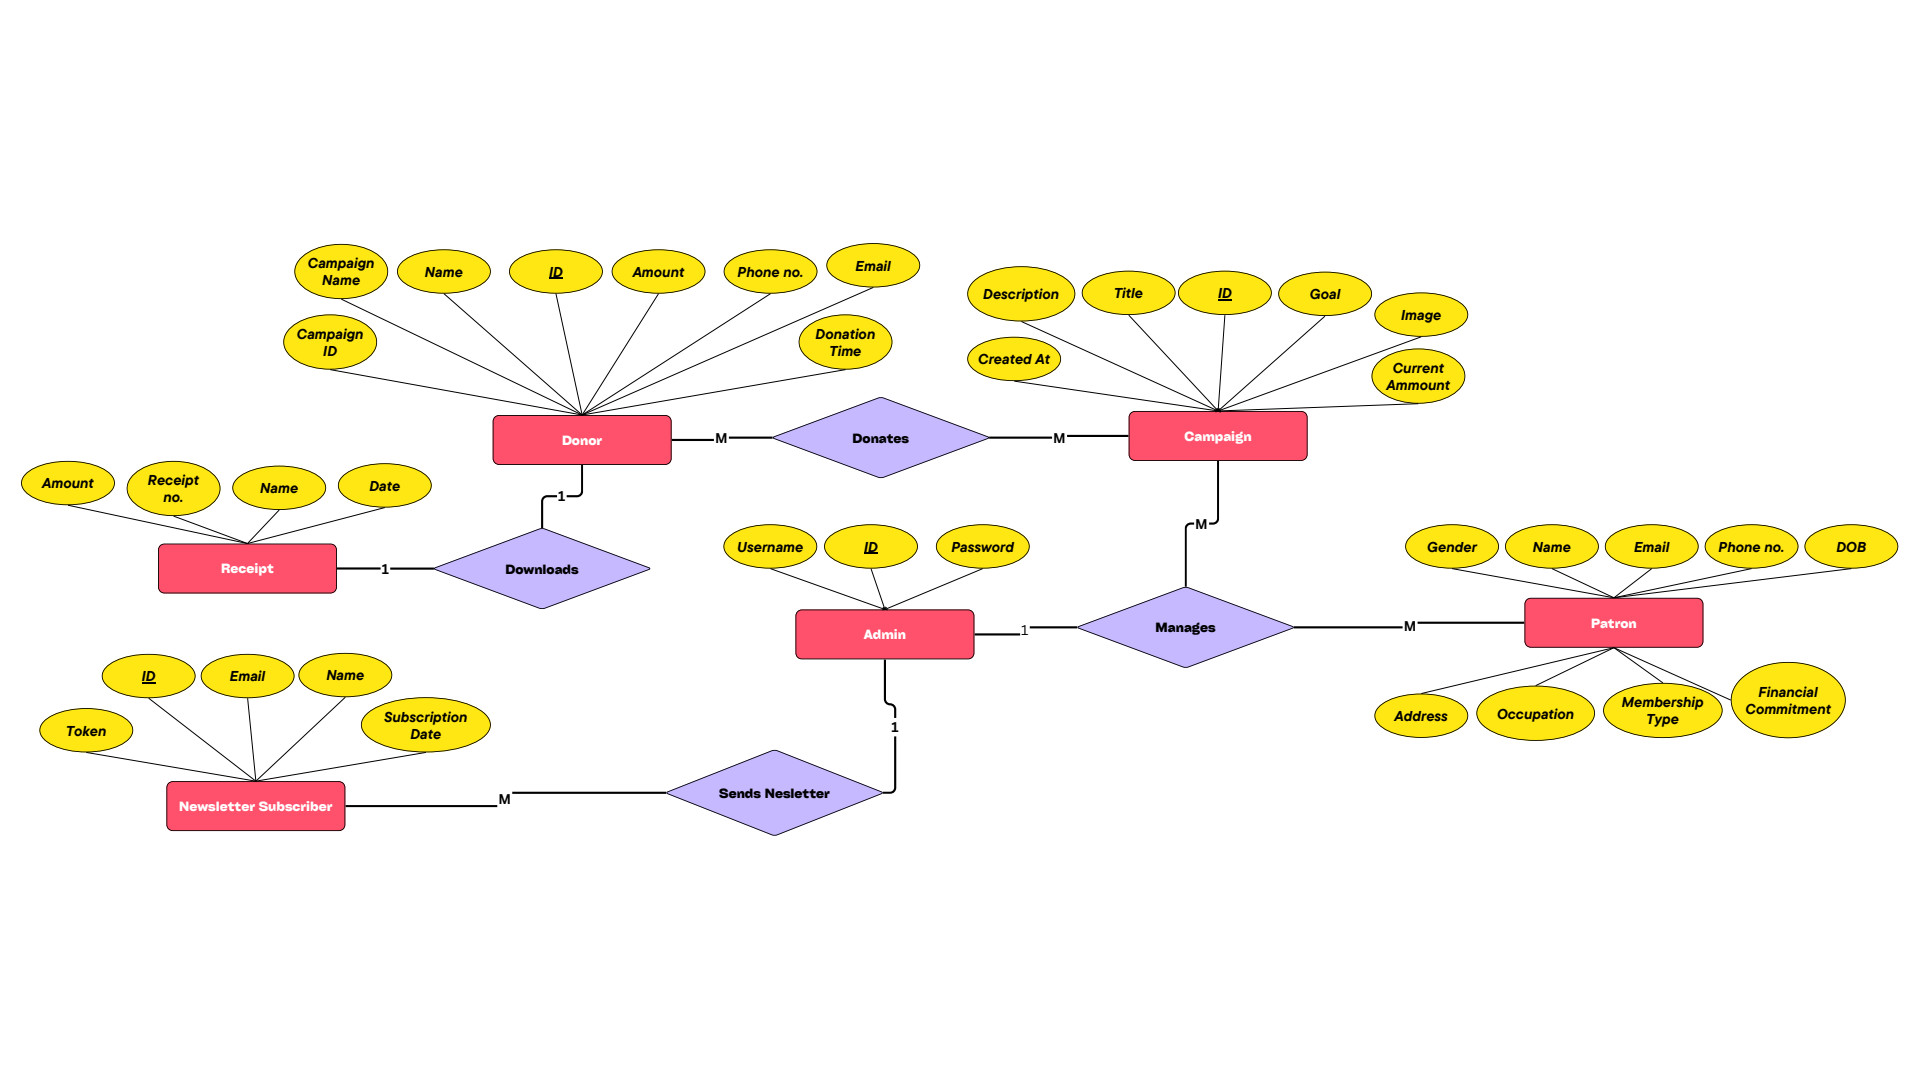 Campaign
Name
Name
ID
Amount
Phone no.
Email
Campaign
ID
Donation
Time
Description
Title
ID
Goal
Image
Created At
Current
Ammount
Donor
M
Donates
M
Campaign
Amount
Receipt
no.
Name
Date
1
M
Receipt
1
Downloads
Username
ID
Password
Gender
Name
Email
Phone no.
DOB
Admin
1
Manages
M
Patron
ID
Email
Name
Token
Subscription
Date
Address
Occupation
Membership
Type
Financial
Commitment
1
Newsletter Subscriber
M
Sends Nesletter